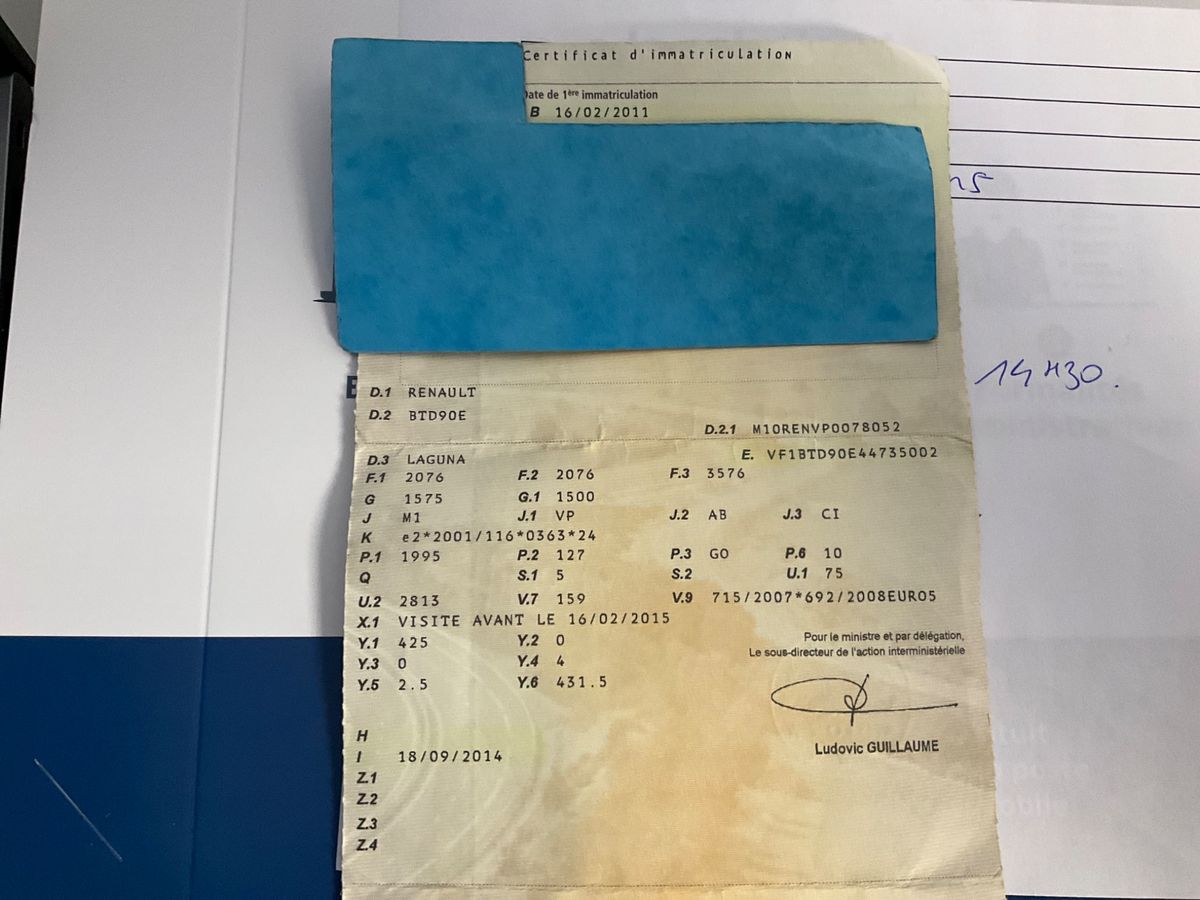 Certificat d'immatriculation
Date de 1ère immatriculation
B 16/02/2011
14H30.
D.1 RENAULT
D.2 BTD90E
D.2.1 M10RENVP0078052
D.3 LAGUNA E. VF1BTD90E44735002
F.1 2076 F.2 2076 F.3 3576
G 1575 G.1 1500
J M1 J.1 VP J.2 AB J.3 CI
K e2*2001/116*0363*24
P.1 1995 P.2 127 P.3 GO P.6 10
Q S.1 5 S.2 U.1 75
U.2 2813 V.7 159 V.9 715/2007*692/2008EURO5
X.1 VISITE AVANT LE 16/02/2015
Y.1 425 Y.2 0
Y.3 0 Y.4 4
Y.5 2.5 Y.6 431.5
Pour le ministre et par délégation,
Le sous-directeur de l'action interministérielle
Ludovic GUILLAUME
H
I 18/09/2014
Z.1
Z.2
Z.3
Z.4